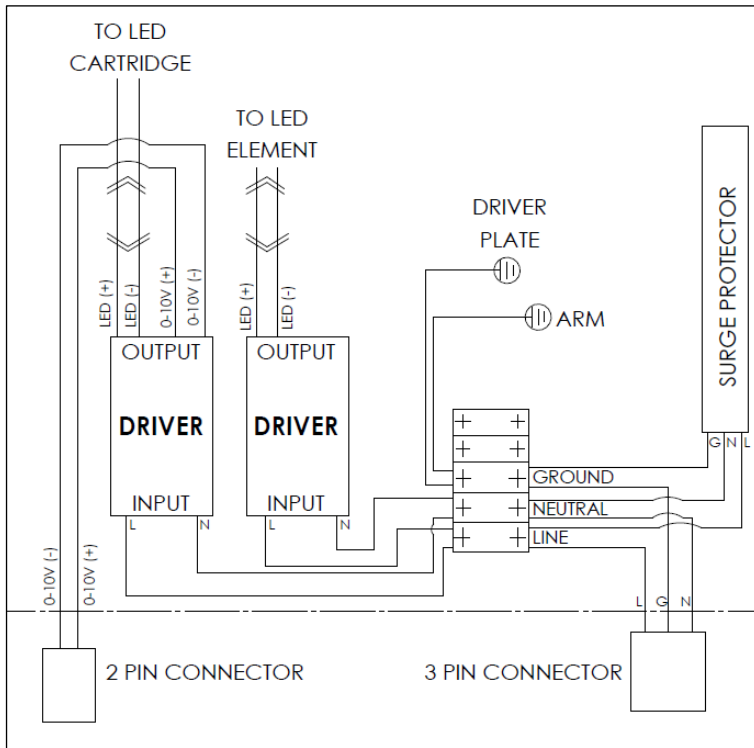 TO LED
CARTRIDGE
TO LED
ELEMENT
DRIVER
PLATE
ARM
SURGE PROTECTOR
G N L
LED (+)
LED (-)
0-10V (+)
0-10V (-)
LED (+)
LED (-)
OUTPUT
DRIVER
INPUT
L N
OUTPUT
DRIVER
INPUT
L N
GROUND
NEUTRAL
LINE
0-10V (-)
0-10V (+)
L G N
2 PIN CONNECTOR
3 PIN CONNECTOR